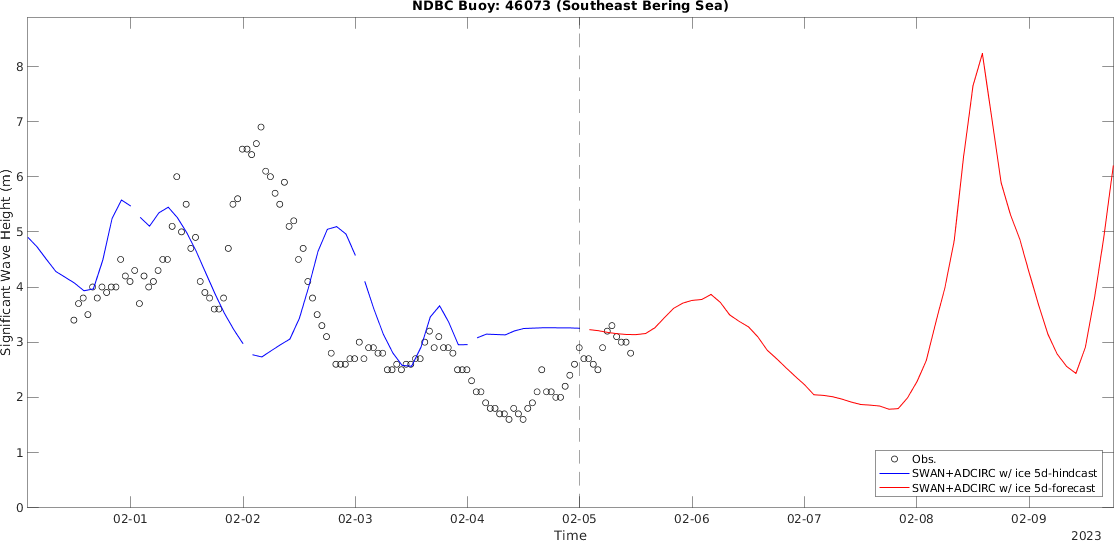 NDBC Buoy: 46073 (Southeast Bering Sea)
Significant Wave Height (m)
8
7
6
5
4
3
2
1
0
Obs.
SWAN+ADCIRC w/ ice 5d-hindcast
SWAN+ADCIRC w/ ice 5d-forecast
02-01 02-02 02-03 02-04 02-05 02-06 02-07 02-08 02-09
Time
2023